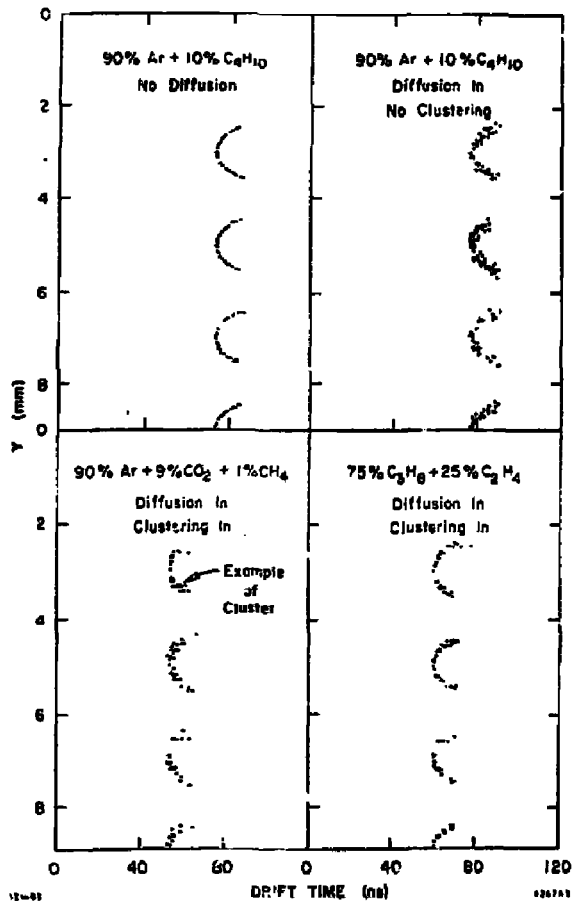 90% Ar + 10% C4H10
No Diffusion
90% Ar + 10% C4H10
Diffusion In
No Clustering
0
2
4
6
8
0
Y (mm)
90% Ar + 9% CO2 + 1% CH4
Diffusion In
Clustering In
Example
of
Cluster
75% C3H8 + 25% C2H4
Diffusion In
Clustering In
2
4
6
8
0
40
80
0
40
80
120
DRIFT TIME (ns)